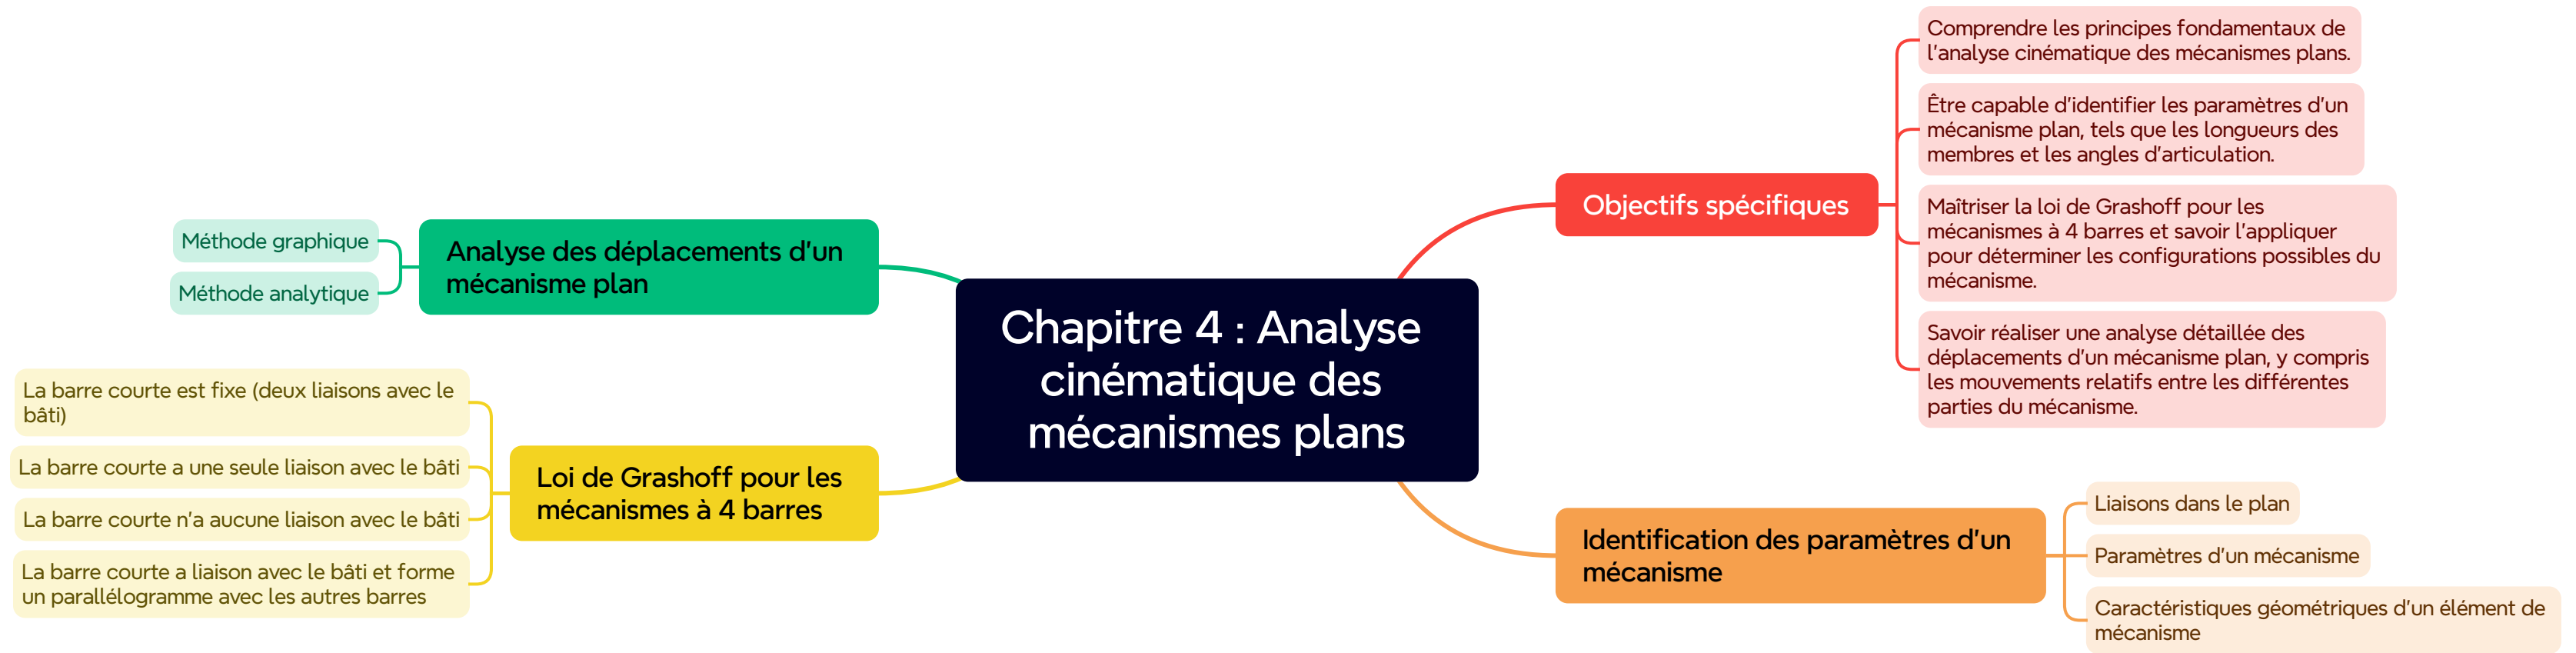 Chapitre 4 : Analyse
cinématique des
mécanismes plans
Objectifs spécifiques
Comprendre les principes fondamentaux de
l'analyse cinématique des mécanismes plans.
Être capable d'identifier les paramètres d'un
mécanisme plan, tels que les longueurs des
membres et les angles d'articulation.
Maîtriser la loi de Grashoff pour les
mécanismes à 4 barres et savoir l'appliquer
pour déterminer les configurations possibles du
mécanisme.
Savoir réaliser une analyse détaillée des
déplacements d'un mécanisme plan, y compris
les mouvements relatifs entre les différentes
parties du mécanisme.
Identification des paramètres d'un
mécanisme
Liaisons dans le plan
Paramètres d'un mécanisme
Caractéristiques géométriques d'un élément de
mécanisme
Analyse des déplacements d'un
mécanisme plan
Méthode graphique
Méthode analytique
Loi de Grashoff pour les
mécanismes à 4 barres
La barre courte est fixe (deux liaisons avec le
bâti)
La barre courte a une seule liaison avec le bâti
La barre courte n'a aucune liaison avec le bâti
La barre courte a liaison avec le bâti et forme
un parallélogramme avec les autres barres